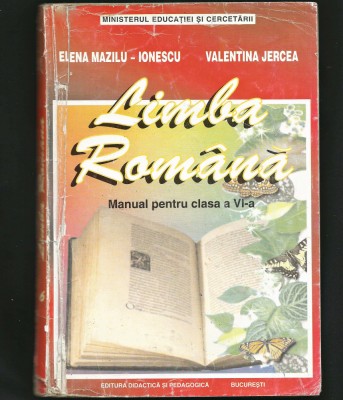 MINISTERUL EDUCAȚIEI ȘI CERCETĂRII
ELENA MAZILU - IONESCU VALENTINA JERCEA
Limba
Română
Manual pentru clasa a VI-a
EDITURA DIDACTICĂ ȘI PEDAGOGICĂ BUCUREȘTI